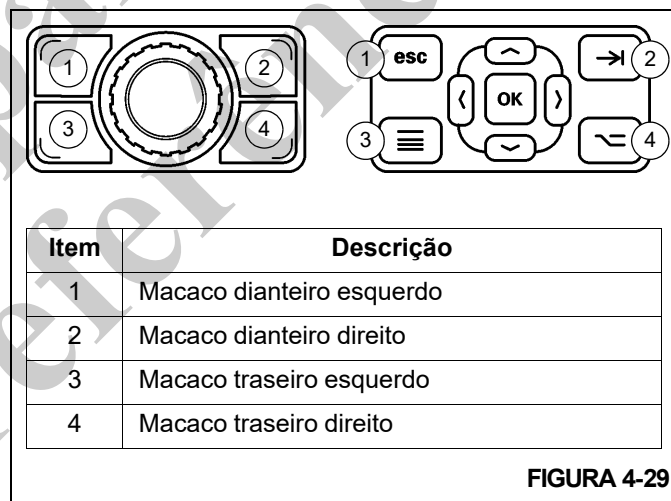 1 2
3 4
1 esc 2
OK
3 4
Item Descrição
1 Macaco dianteiro esquerdo
2 Macaco dianteiro direito
3 Macaco traseiro esquerdo
4 Macaco traseiro direito
FIGURA 4-29